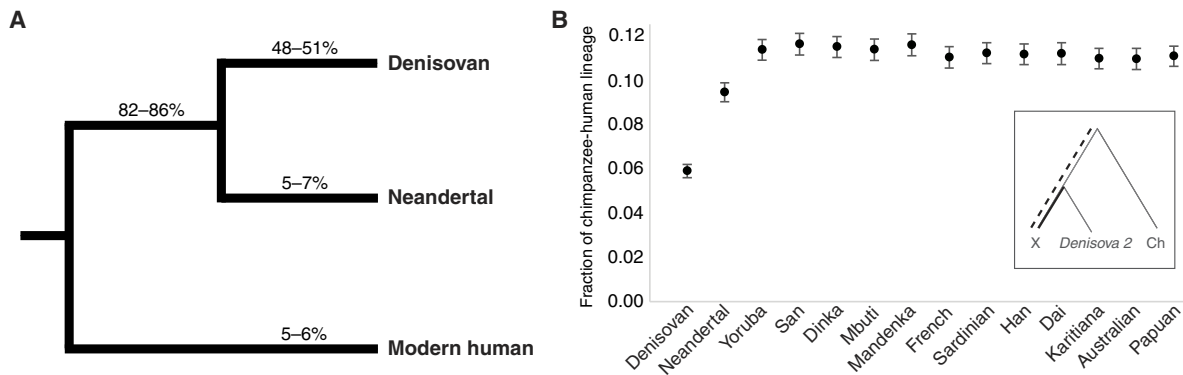 A
48–51%
Denisovan
82–86%
5–7%
Neandertal
5–6%
Modern human
B
Fraction of chimpanzee-human lineage
0.12
0.10
0.08
0.06
0.04
0.02
0.00
X
Denisova 2
Ch
Denisovan
Neandertal
Yoruba
San
Dinka
Mbuti
Mandenka
French
Sardinian
Han
Dai
Karitiana
Australian
Papuan